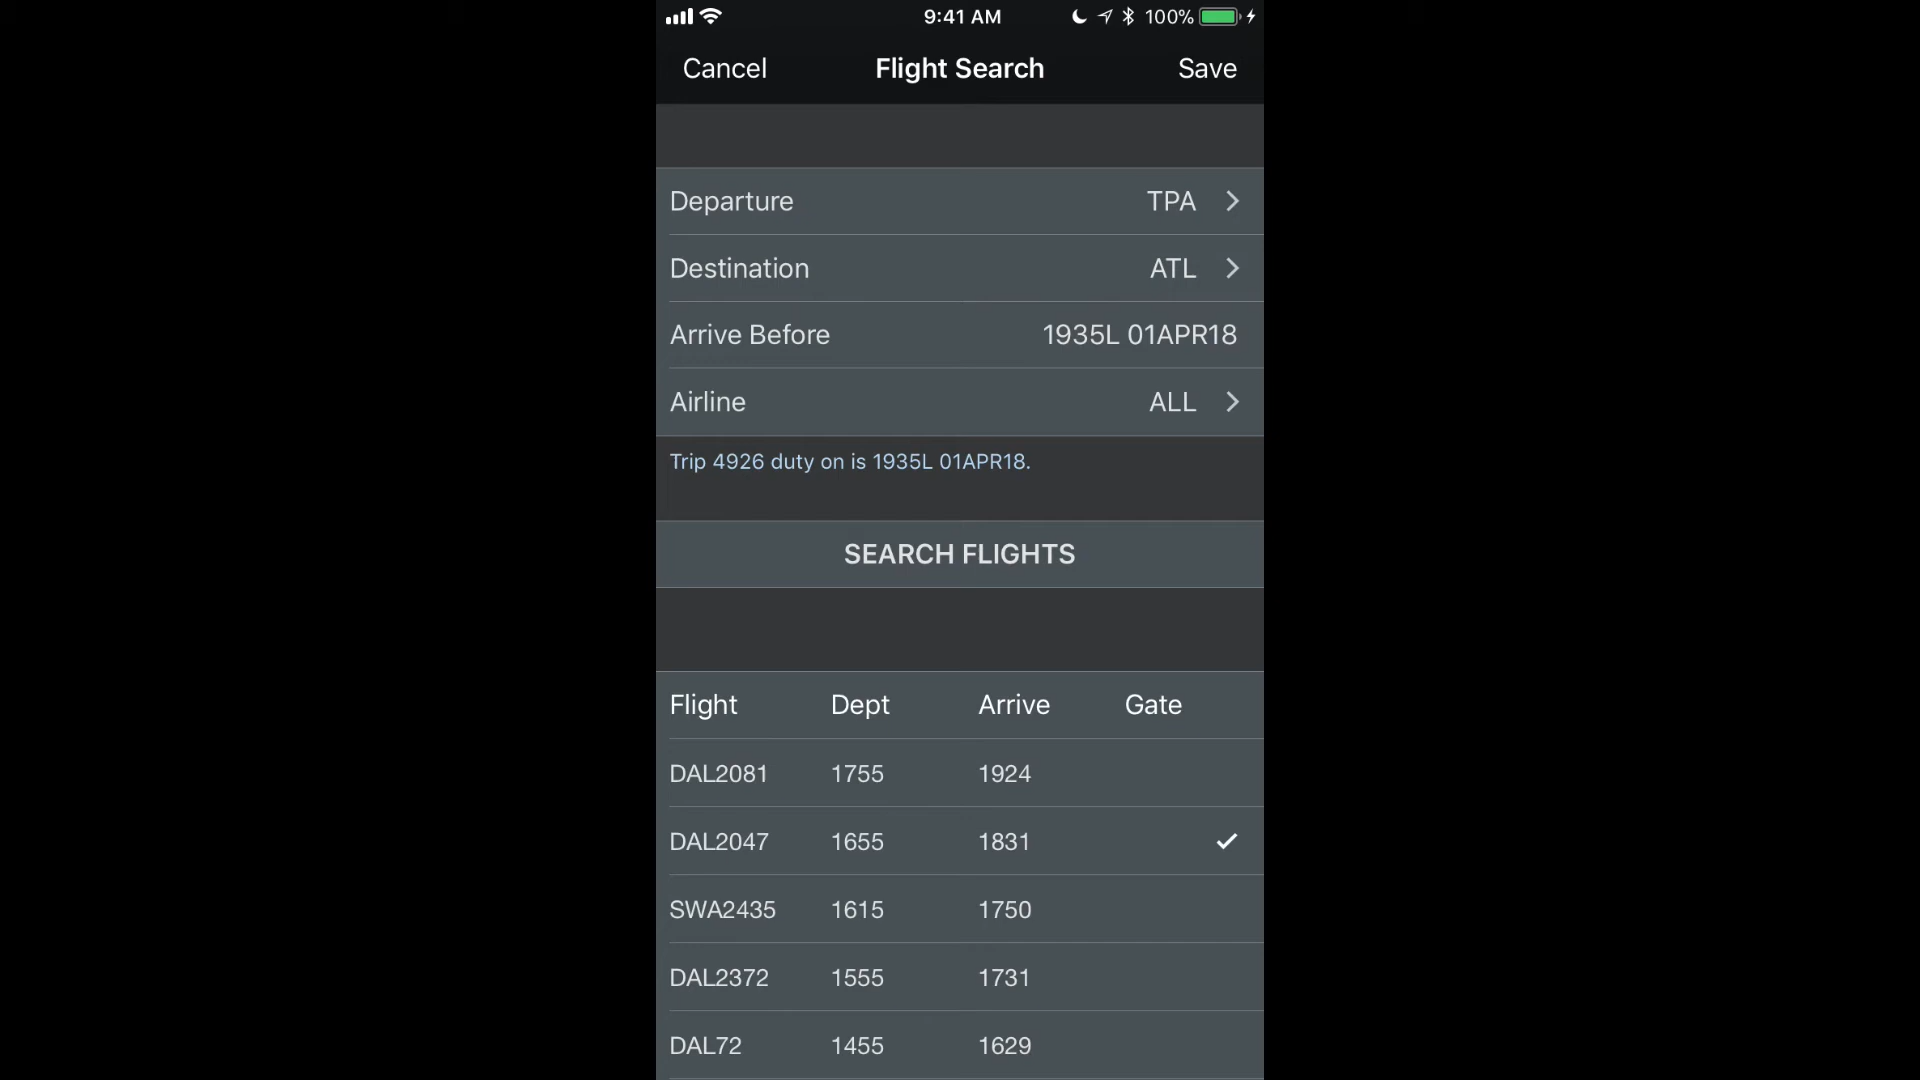 9:41 AM 100%
Cancel Flight Search Save
Departure TPA
Destination ATL
Arrive Before 1935L 01APR18
Airline ALL
Trip 4926 duty on is 1935L 01APR18.
SEARCH FLIGHTS
Flight Dept Arrive Gate
DAL2081 1755 1924
DAL2047 1655 1831
SWA2435 1615 1750
DAL2372 1555 1731
DAL72 1455 1629